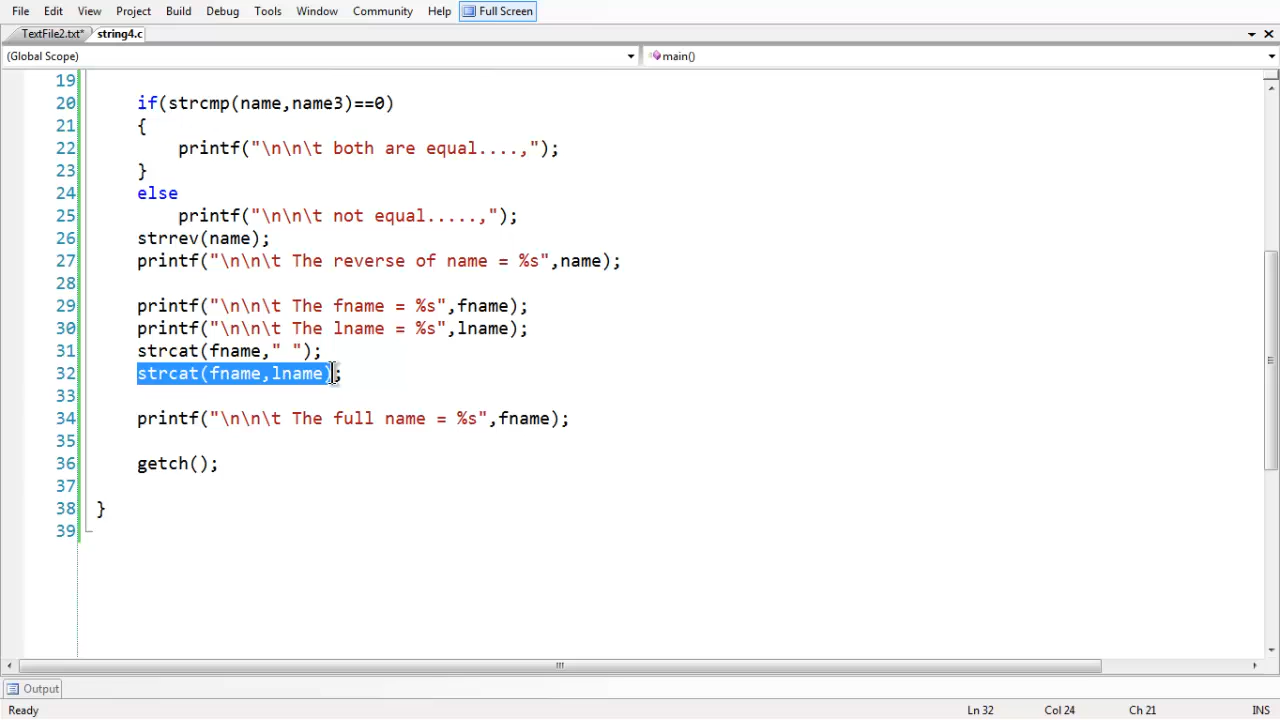 File Edit View Project Build Debug Tools Window Community Help Full Screen
TextFile2.txt* string4.c
(Global Scope) main()
19
20 if(strcmp(name,name3)==0)
21 {
22 printf("\n\n\t both are equal....,");
23 }
24 else
25 printf("\n\n\t not equal.....,");
26 strrev(name);
27 printf("\n\n\t The reverse of name = %s",name);
28
29 printf("\n\n\t The fname = %s",fname);
30 printf("\n\n\t The lname = %s",lname);
31 strcat(fname," ");
32 strcat(fname,lname);
33
34 printf("\n\n\t The full name = %s",fname);
35
36 getch();
37
38 }
39
Output
Ready Ln 32 Col 24 Ch 21 INS